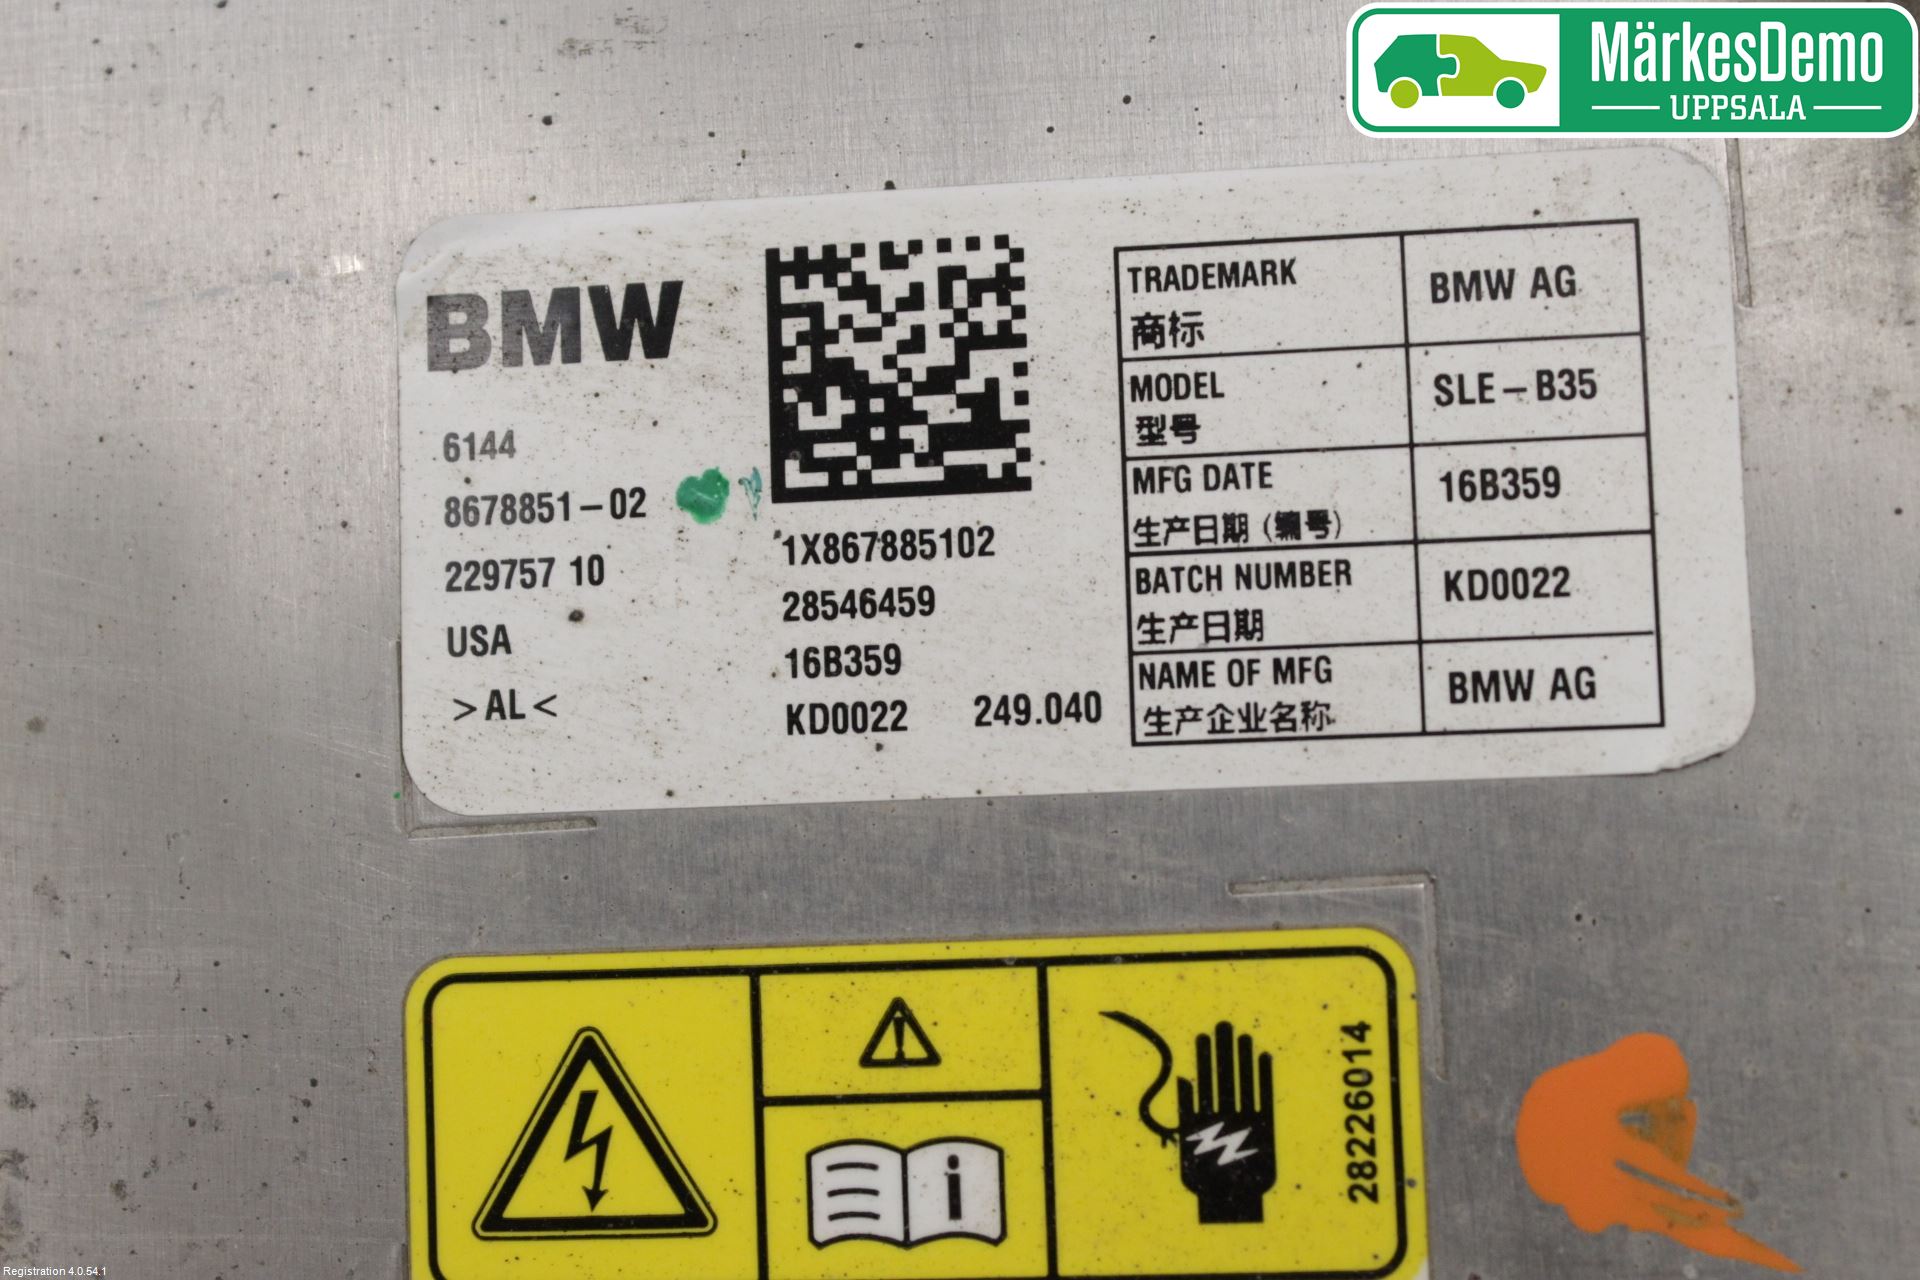 MärkesDemo
UPPSALA
BMW
6144
8678851-02
229757 10
USA
>AL<
1X867885102
28546459
16B359
KD0022 249.040
TRADEMARK BMW AG
商标
MODEL SLE-B35
型号
MFG DATE 16B359
生产日期 (编号)
BATCH NUMBER KD0022
生产日期
NAME OF MFG BMW AG
生产企业名称
i
28226014
Registration 4.0.54.1